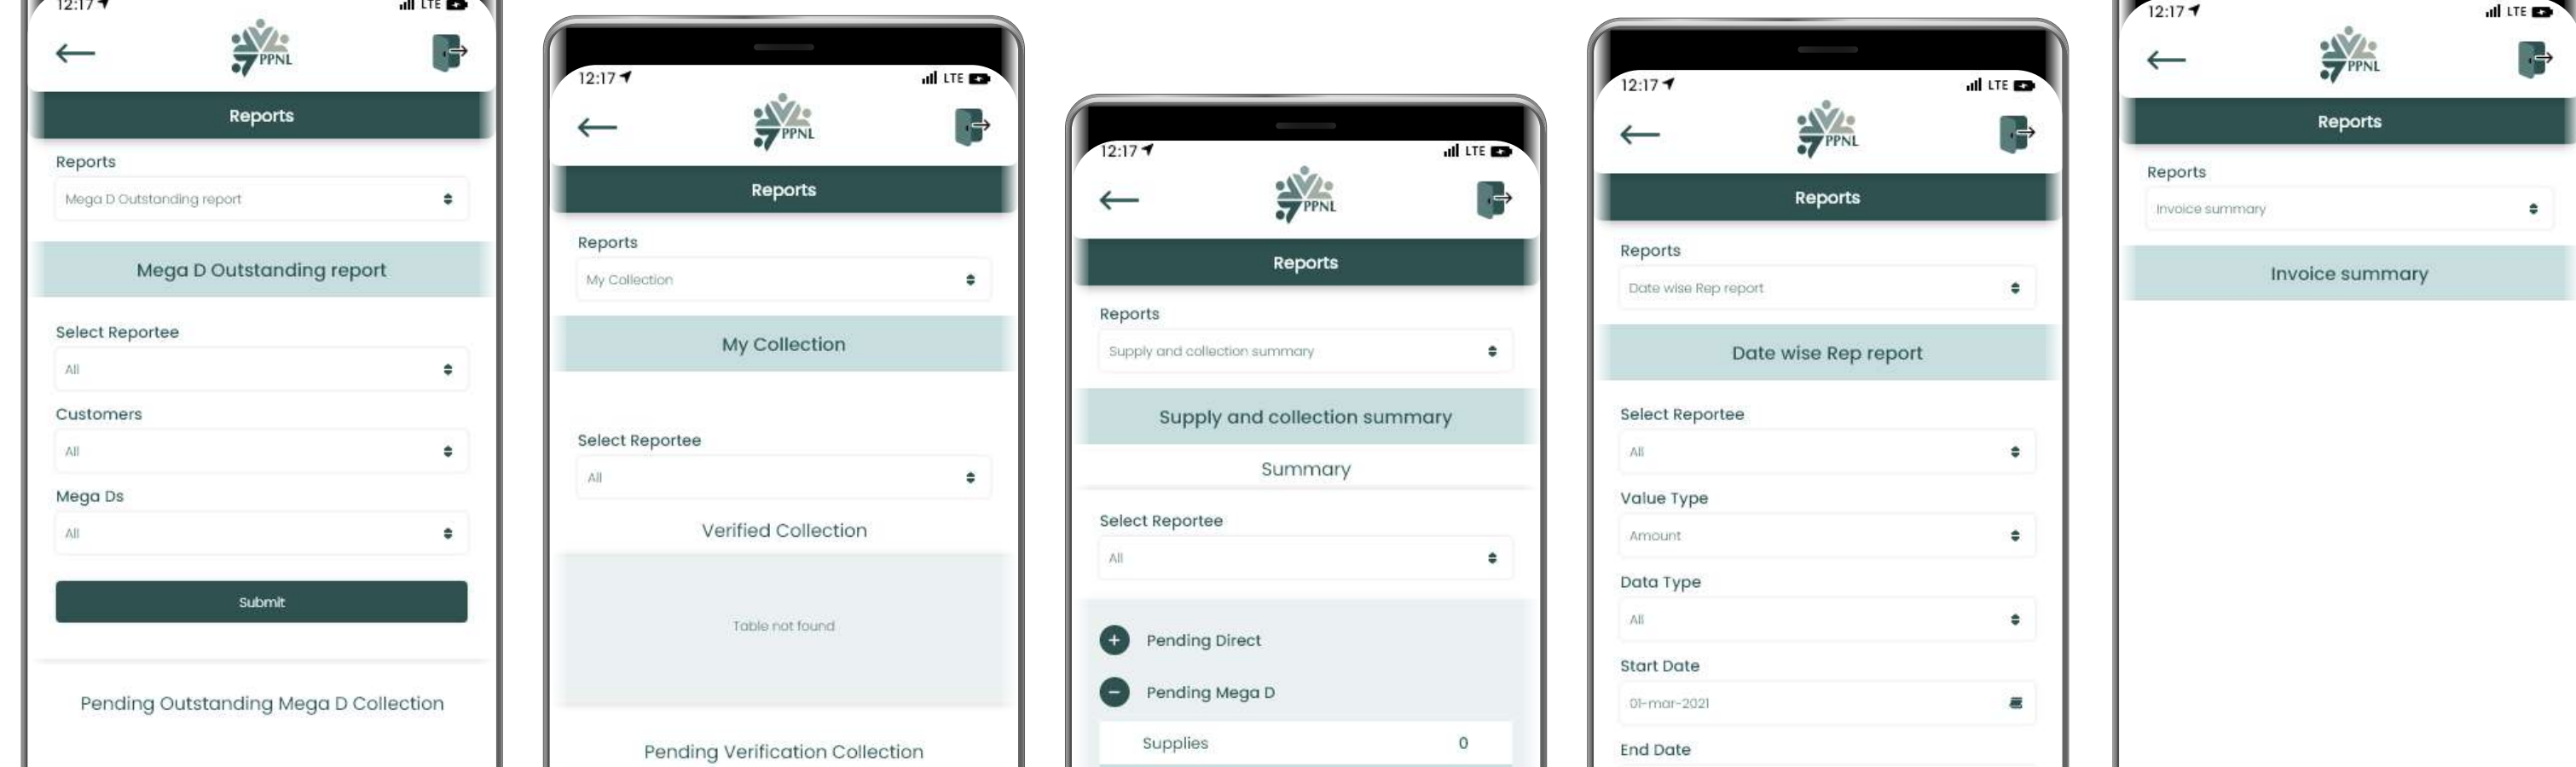 12:17
LTE
PPNL
Reports
Reports
Mega D Outstanding report
Mega D Outstanding report
Select Reportee
All
Customers
All
Mega Ds
All
Submit
Pending Outstanding Mega D Collection
12:17
LTE
PPNL
Reports
Reports
My Collection
My Collection
Select Reportee
All
Verified Collection
Table not found
Pending Verification Collection
12:17
LTE
PPNL
Reports
Reports
Supply and collection summary
Supply and collection summary
Summary
Select Reportee
All
Pending Direct
Pending Mega D
Supplies 0
12:17
LTE
PPNL
Reports
Reports
Date wise Rep report
Date wise Rep report
Select Reportee
All
Value Type
Amount
Data Type
All
Start Date
01-mar-2021
End Date
12:17
LTE
PPNL
Reports
Reports
Invoice summary
Invoice summary